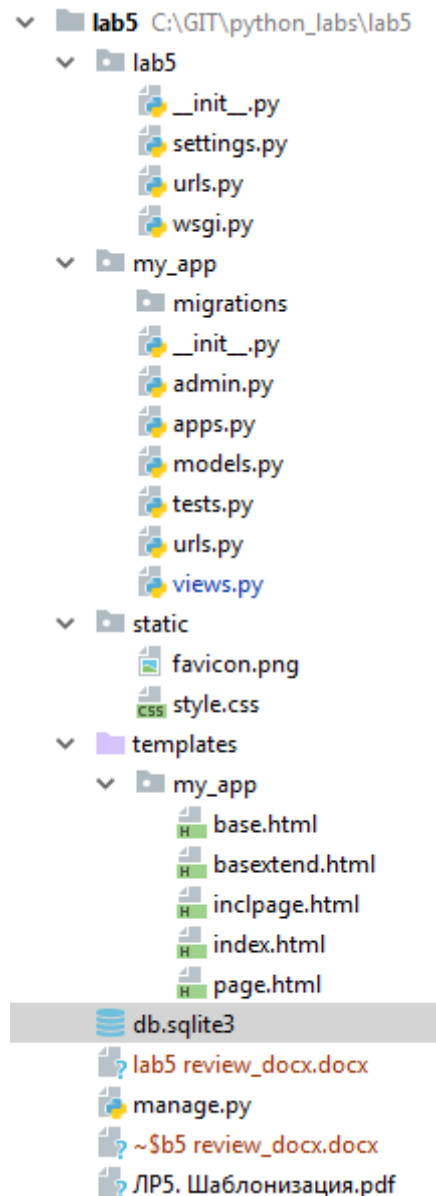 lab5 C:\GIT\python_labs\lab5
lab5
__init__.py
settings.py
urls.py
wsgi.py
my_app
migrations
__init__.py
admin.py
apps.py
models.py
tests.py
urls.py
views.py
static
favicon.png
CSS style.css
templates
my_app
H base.html
H basextend.html
H inclpage.html
H index.html
H page.html
db.sqlite3
? lab5 review_docx.docx
manage.py
? ~$b5 review_docx.docx
? ЛР5. Шаблонизация.pdf